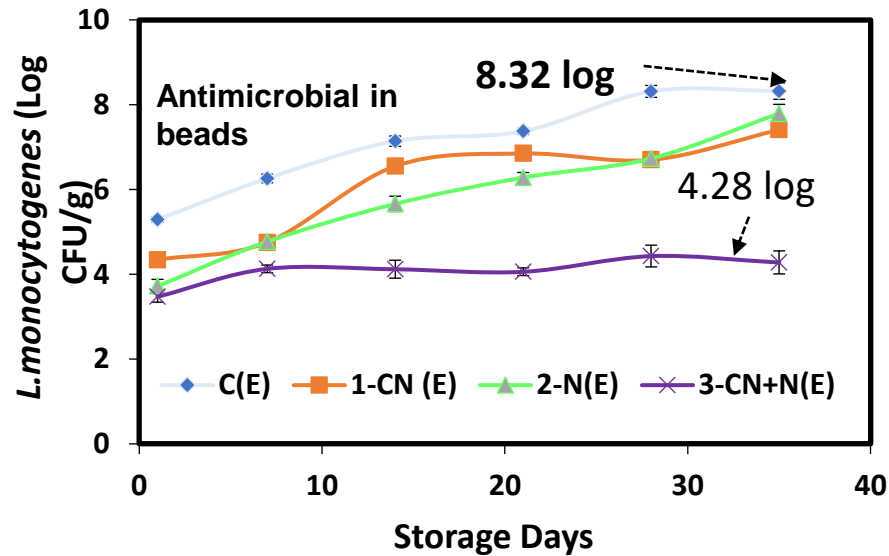 L.monocytogenes (Log
CFU/g)
10
8
6
4
2
0
Antimicrobial in
beads
8.32 log
4.28 log
C(E) 1-CN (E) 2-N(E) 3-CN+N(E)
0 10 20 30 40
Storage Days